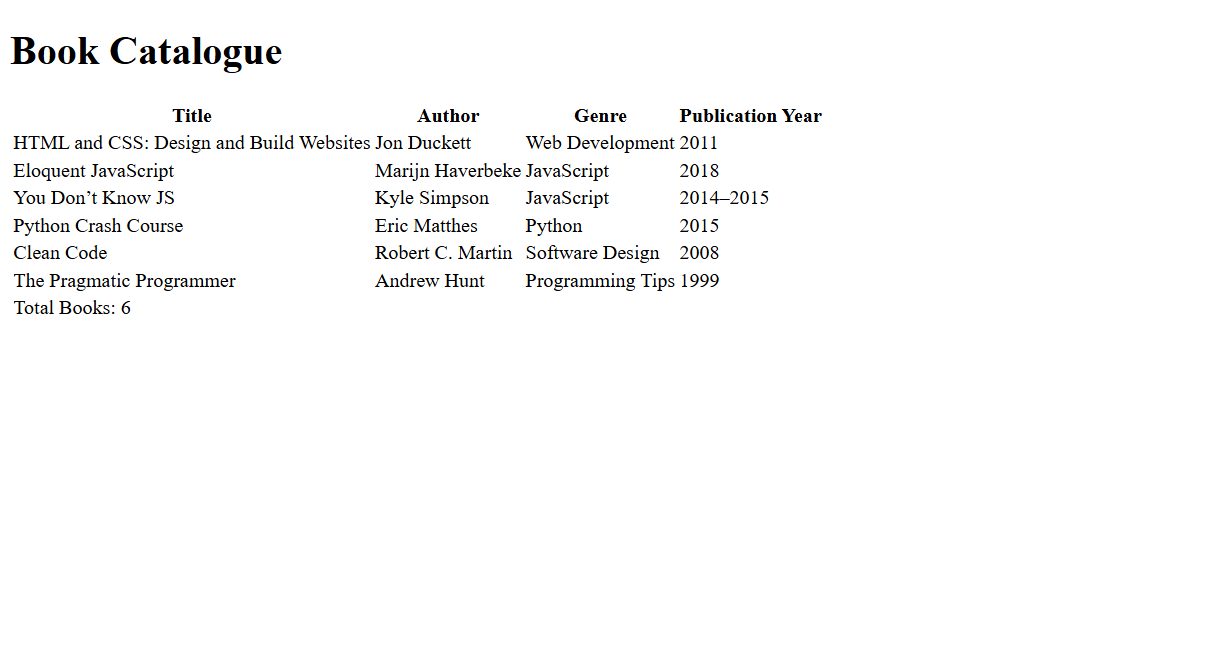 Book Catalogue
Title Author Genre Publication Year
HTML and CSS: Design and Build Websites Jon Duckett Web Development 2011
Eloquent JavaScript Marijn Haverbeke JavaScript 2018
You Don’t Know JS Kyle Simpson JavaScript 2014–2015
Python Crash Course Eric Matthes Python 2015
Clean Code Robert C. Martin Software Design 2008
The Pragmatic Programmer Andrew Hunt Programming Tips 1999
Total Books: 6